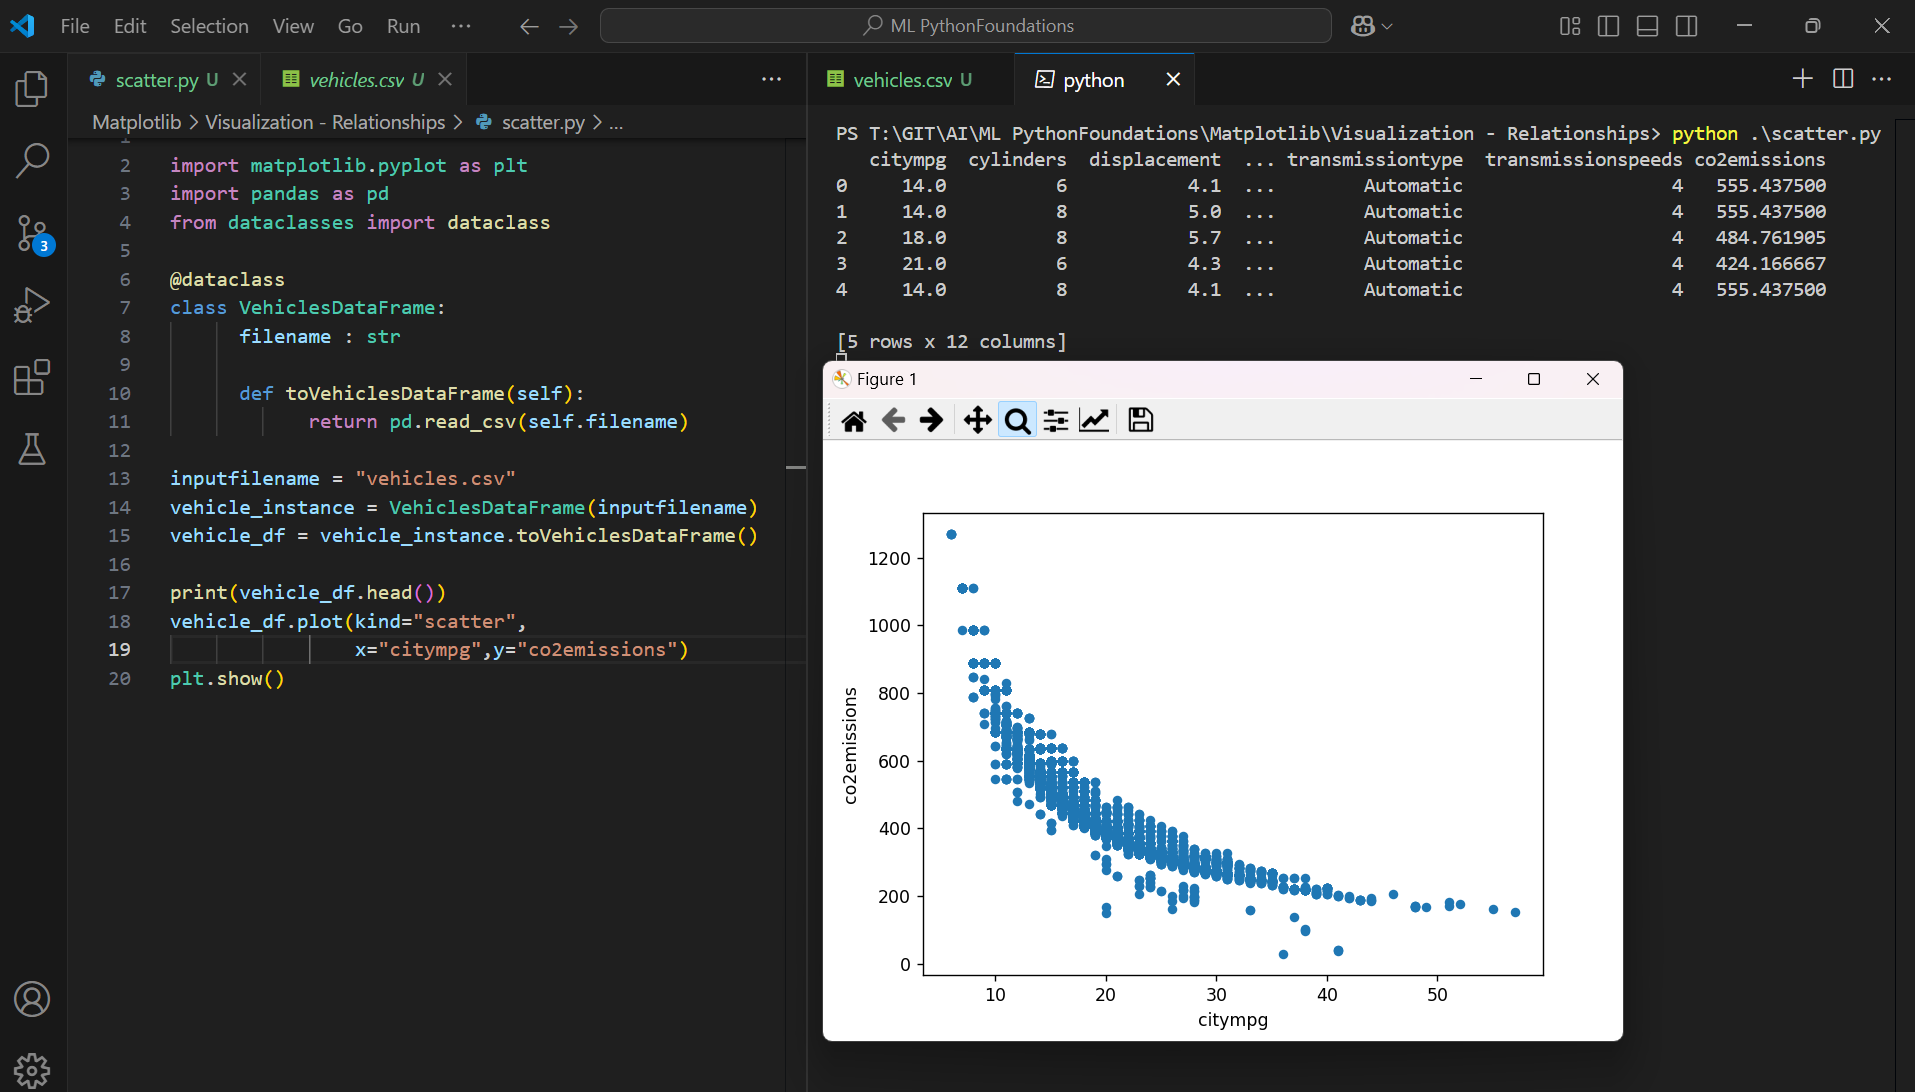 File Edit Selection View Go Run ··· ML PythonFoundations
scatter.py U vehicles.csv U ···
vehicles.csv U python ···
Matplotlib > Visualization - Relationships > scatter.py > ...
3
1
2 import matplotlib.pyplot as plt
3 import pandas as pd
4 from dataclasses import dataclass
5
6 @dataclass
7 class VehiclesDataFrame:
8 filename : str
9
10 def toVehiclesDataFrame(self):
11 return pd.read_csv(self.filename)
12
13 inputfilename = "vehicles.csv"
14 vehicle_instance = VehiclesDataFrame(inputfilename)
15 vehicle_df = vehicle_instance.toVehiclesDataFrame()
16
17 print(vehicle_df.head())
18 vehicle_df.plot(kind="scatter",
19 x="citympg",y="co2emissions")
20 plt.show()
PS T:\GIT\AI\ML PythonFoundations\Matplotlib\Visualization - Relationships> python .\scatter.py
citympg cylinders displacement ... transmissiontype transmissionspeeds co2emissions
0 14.0 6 4.1 ... Automatic 4 555.437500
1 14.0 8 5.0 ... Automatic 4 555.437500
2 18.0 8 5.7 ... Automatic 4 484.761905
3 21.0 6 4.3 ... Automatic 4 424.166667
4 14.0 8 4.1 ... Automatic 4 555.437500
[5 rows x 12 columns]
Figure 1
1200
1000
800
600
400
200
0
co2emissions
10 20 30 40 50
citympg